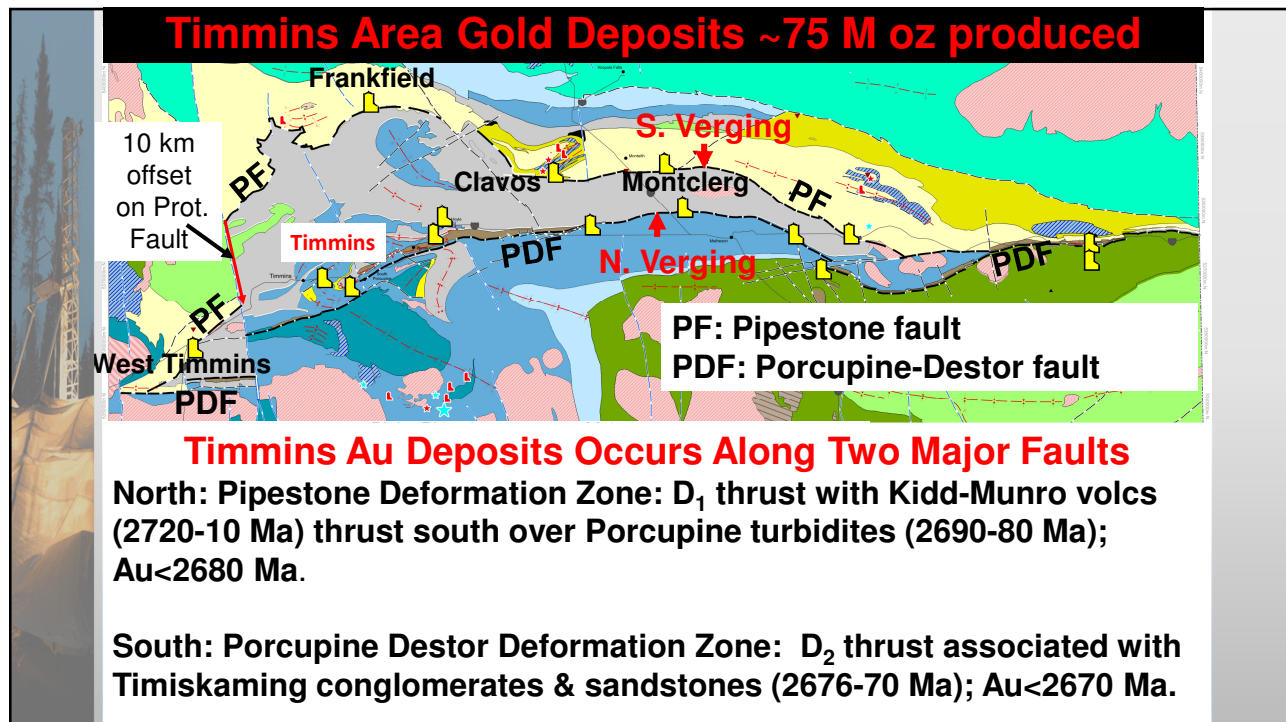 Timmins Area Gold Deposits ~75 M oz produced
Frankfield
S. Verging
10 km
offset
on Prot.
Fault
PF
Clavos
Montclerg
PF
Timmins
PDF
N. Verging
PDF
PF
West Timmins
PDF
PF: Pipestone fault
PDF: Porcupine-Destor fault
Monteith
Matheson
Timmins
Timmins Au Deposits Occurs Along Two Major Faults
North: Pipestone Deformation Zone: D₁ thrust with Kidd-Munro volcs
(2720-10 Ma) thrust south over Porcupine turbidites (2690-80 Ma);
Au<2680 Ma.
South: Porcupine Destor Deformation Zone: D₂ thrust associated with
Timiskaming conglomerates & sandstones (2676-70 Ma); Au<2670 Ma.